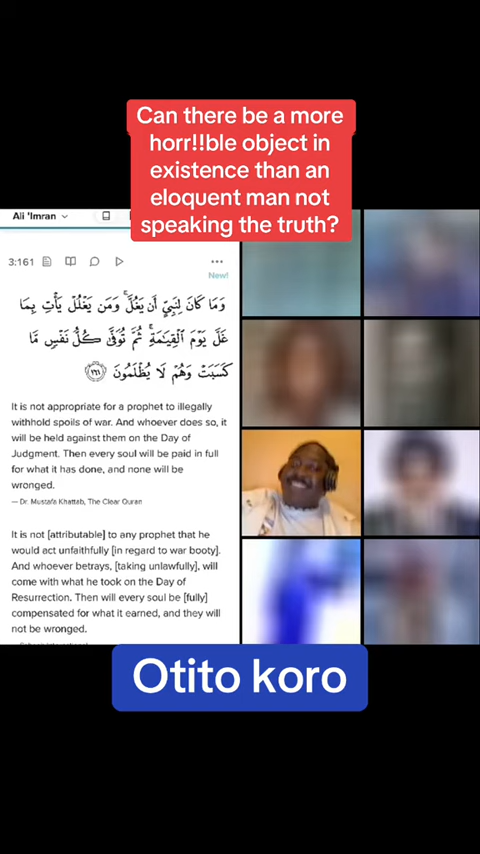 Can there be a more
horr!!ble object in
existence than an
eloquent man not
speaking the truth?
Ali 'Imran
3:161
New!
وَمَا كَانَ لِنَبِيٍّ أَن يَغُلَّ ۚ وَمَن يَغْلُلْ يَأْتِ بِمَا
غَلَّ يَوْمَ ٱلْقِيَـٰمَةِ ۚ ثُمَّ تُوَفَّىٰ كُلُّ نَفْسٍ مَّا
كَسَبَتْ وَهُمْ لَا يُظْلَمُونَ ١٦١
It is not appropriate for a prophet to illegally
withhold spoils of war. And whoever does so, it
will be held against them on the Day of
Judgment. Then every soul will be paid in full
for what it has done, and none will be
wronged.
— Dr. Mustafa Khattab, The Clear Quran
It is not [attributable] to any prophet that he
would act unfaithfully [in regard to war booty].
And whoever betrays, [taking unlawfully], will
come with what he took on the Day of
Resurrection. Then will every soul be [fully]
compensated for what it earned, and they will
not be wronged.
Otito koro